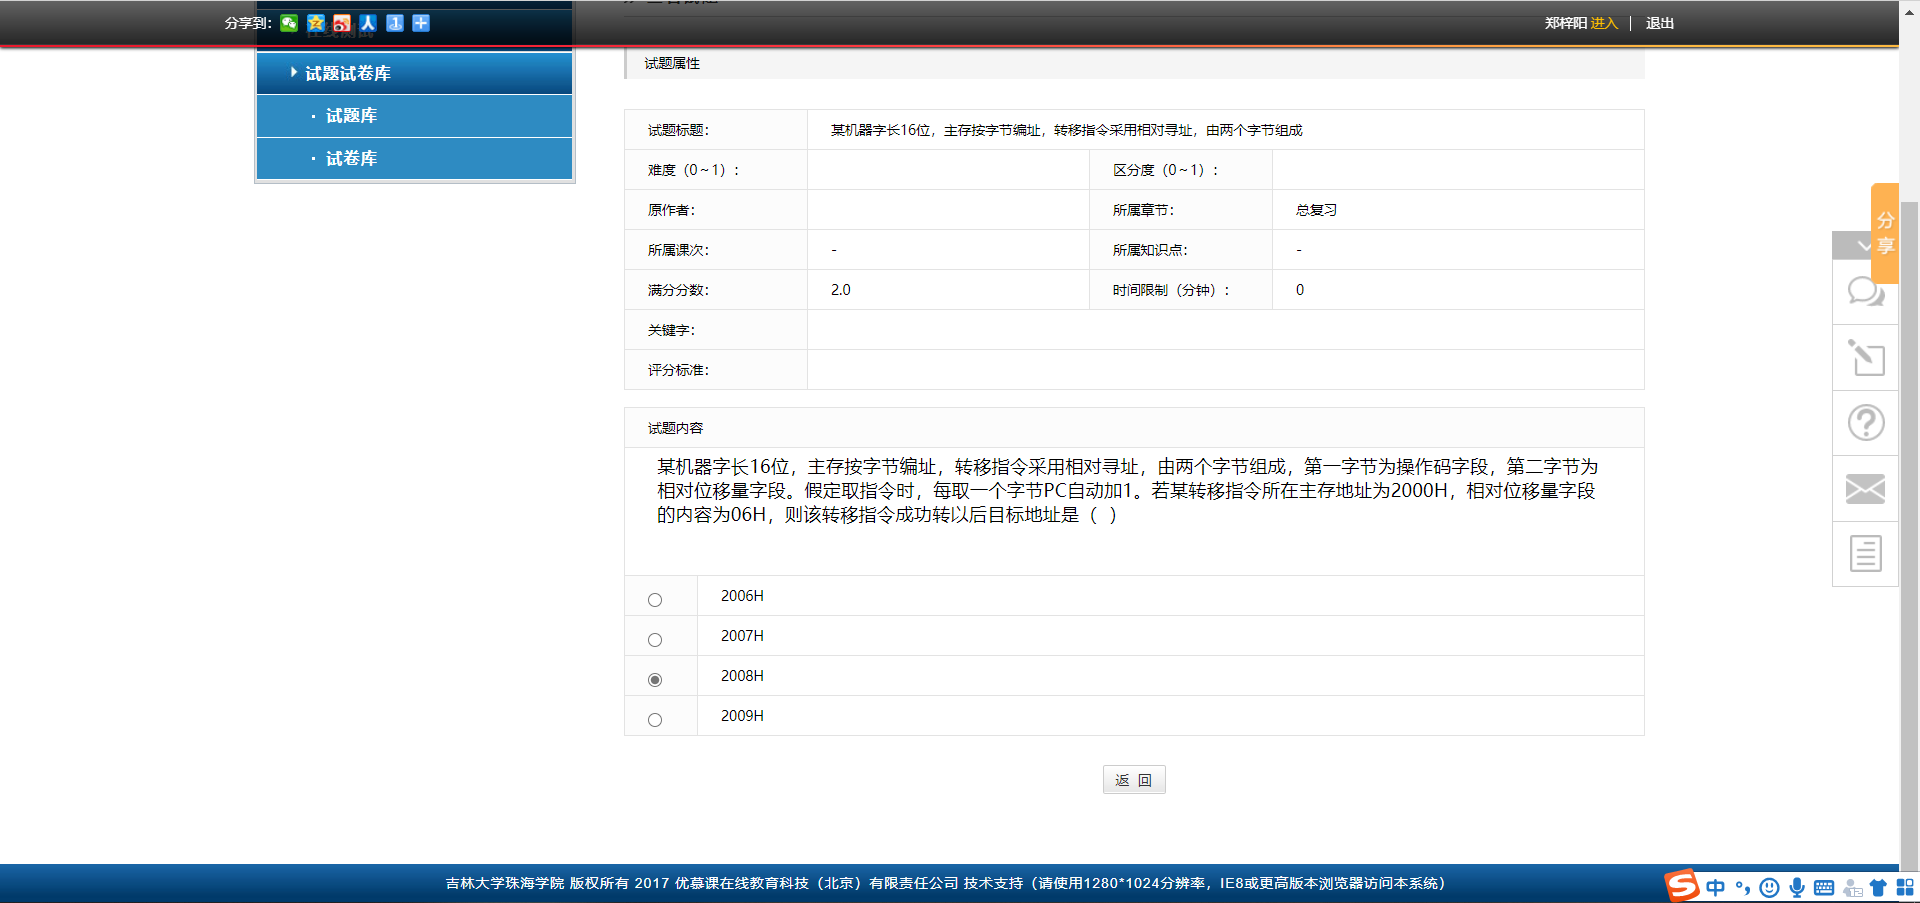 分享到:
郑梓阳 进入 | 退出
试题试卷库
· 试题库
· 试卷库
试题属性
试题标题: 某机器字长16位，主存按字节编址，转移指令采用相对寻址，由两个字节组成
难度（0～1）: 区分度（0～1）:
原作者: 所属章节: 总复习
所属课次: - 所属知识点: -
满分分数: 2.0 时间限制（分钟）: 0
关键字:
评分标准:
试题内容
某机器字长16位，主存按字节编址，转移指令采用相对寻址，由两个字节组成，第一字节为操作码字段，第二字节为
相对位移量字段。假定取指令时，每取一个字节PC自动加1。若某转移指令所在主存地址为2000H，相对位移量字段
的内容为06H，则该转移指令成功转以后目标地址是（ ）
2006H
2007H
2008H
2009H
返 回
分
享
吉林大学珠海学院 版权所有 2017 优慕课在线教育科技（北京）有限责任公司 技术支持（请使用1280*1024分辨率，IE8或更高版本浏览器访问本系统）
中